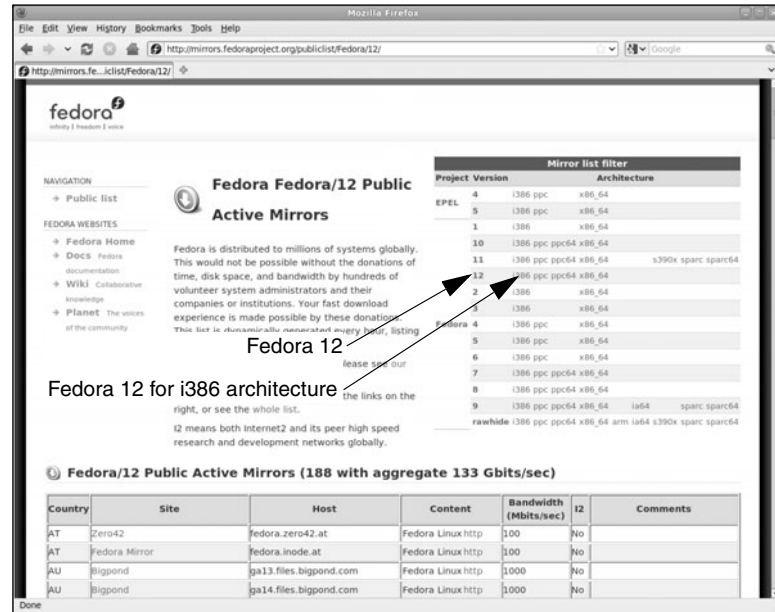 Mozilla Firefox
File Edit View History Bookmarks Tools Help
http://mirrors.fedoraproject.org/publiclist/Fedora/12/
Google
http://mirrors.fe...iclist/Fedora/12/
fedora
infinity | freedom | voice
NAVIGATION
Public list
FEDORA WEBSITES
Fedora Home
Docs Fedora
documentation
Wiki Collaborative
knowledge
Planet The voices
of the community
Fedora Fedora/12 Public
Active Mirrors
Fedora is distributed to millions of systems globally.
This would not be possible without the donations of
time, disk space, and bandwidth by hundreds of
volunteer system administrators and their
companies or institutions. Your fast download
experience is made possible by these donations.
This list is dynamically generated every hour, listing
Fedora 12
lease see our
Fedora 12 for i386 architecture
the links on the
right, or see the whole list.
I2 means both Internet2 and its peer high speed
research and development networks globally.
Mirror list filter
Project Version Architecture
EPEL
4 i386 ppc x86_64
5 i386 ppc x86_64
Fedora
1 i386 x86_64
10 i386 ppc ppc64 x86_64
11 i386 ppc ppc64 x86_64 s390x sparc sparc64
12 i386 ppc ppc64 x86_64
2 i386 x86_64
3 i386 x86_64
4 i386 ppc x86_64
5 i386 ppc x86_64
6 i386 ppc x86_64
7 i386 ppc ppc64 x86_64
8 i386 ppc ppc64 x86_64
9 i386 ppc ppc64 x86_64 ia64 sparc sparc64
rawhide i386 ppc ppc64 x86_64 arm ia64 s390x sparc sparc64
Fedora/12 Public Active Mirrors (188 with aggregate 133 Gbits/sec)
Country Site Host Content Bandwidth (Mbits/sec) I2 Comments
AT Zero42 fedora.zero42.at Fedora Linux http 100 No
AT Fedora Mirror fedora.inode.at Fedora Linux http 100 No
AU Bigpond ga13.files.bigpond.com Fedora Linux http 1000 No
AU Bigpond ga14.files.bigpond.com Fedora Linux http 1000 No
Done